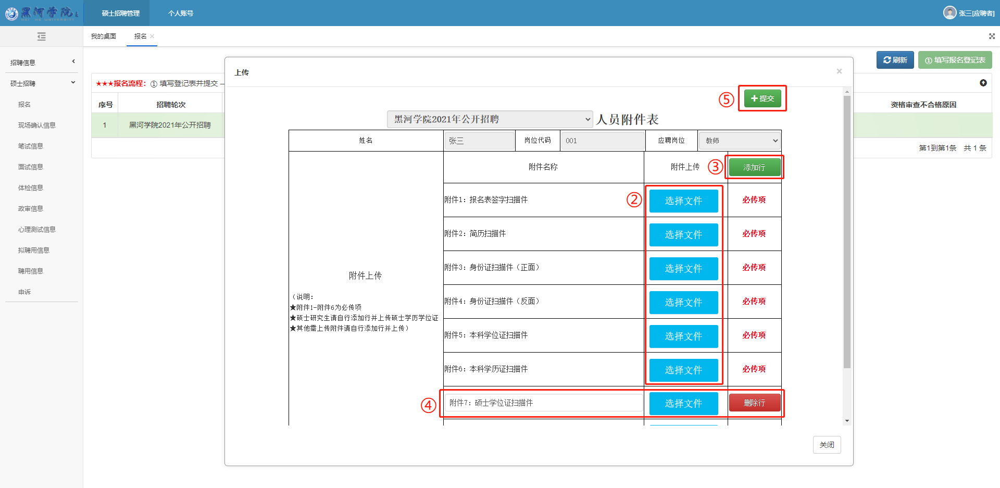 黑河学院
硕士招聘管理
个人账号
张三[应聘者]
我的桌面
报名 ×
招聘信息
硕士招聘
报名
现场确认信息
笔试信息
面试信息
体检信息
政审信息
心理测试信息
拟聘用信息
聘用信息
申诉
刷新
① 填写报名登记表
★★★报名流程：① 填写登记表并提交 —
序号
招聘轮次
资格审查不合格原因
1
黑河学院2021年公开招聘
第1到第1条 共 1 条
上传
×
⑤
+提交
黑河学院2021年公开招聘
人员附件表
姓名
张三
岗位代码
001
应聘岗位
教师
附件名称
附件上传
③
添加行
附件上传
（说明：
★附件1-附件6为必传项
★硕士研究生请自行添加行并上传硕士学历学位证
★其他需上传附件请自行添加行并上传）
附件1：报名表签字扫描件
②
选择文件
必传项
附件2：简历扫描件
选择文件
必传项
附件3：身份证扫描件（正面）
选择文件
必传项
附件4：身份证扫描件（反面）
选择文件
必传项
附件5：本科学位证扫描件
选择文件
必传项
附件6：本科学历证扫描件
选择文件
必传项
④
附件7：硕士学位证扫描件
选择文件
删除行
关闭